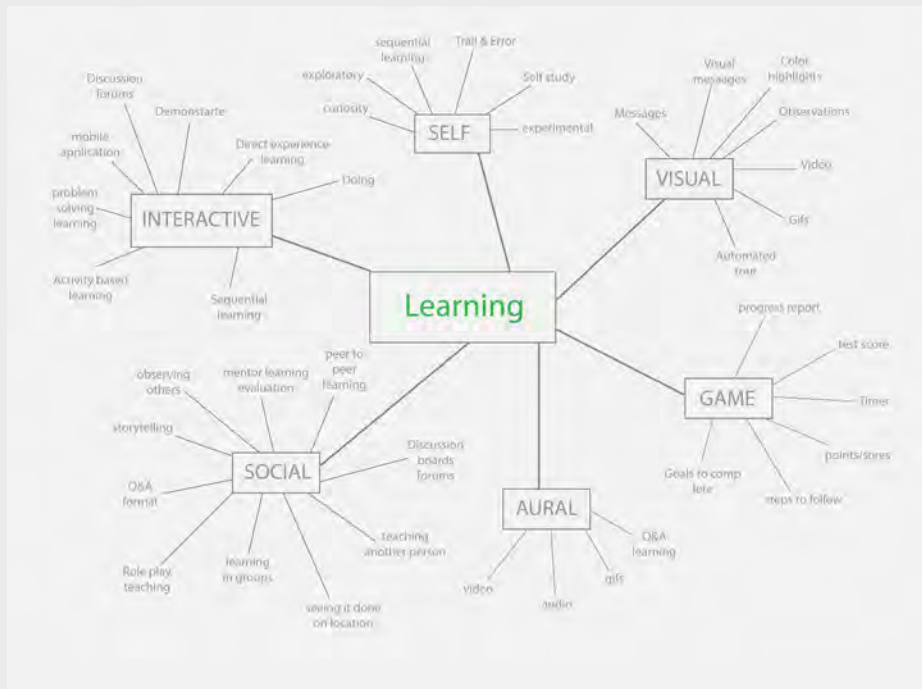 sequential
learning
Trail & Error
exploratory
Self study
curiosity
experimental
SELF
Discussion
forums
Demonstarte
mobile
application
Direct experience
learning
problem
solving
learning
Doing
INTERACTIVE
Activity based
learning
Sequential
learning
Visual
messages
Color
highlights
Messages
Observations
Video
VISUAL
Gifs
Automated
tour
Learning
progress report
test score
Timer
GAME
points/scores
Goals to comp
lete
steps to follow
peer to
peer
learning
mentor learning
evaluation
observing
others
storytelling
Discussion
boards
forums
SOCIAL
Q&A
format
teaching
another person
Role play,
teaching
learning
in groups
seeing it done
on location
AURAL
Q&A
learning
video
gifs
audio